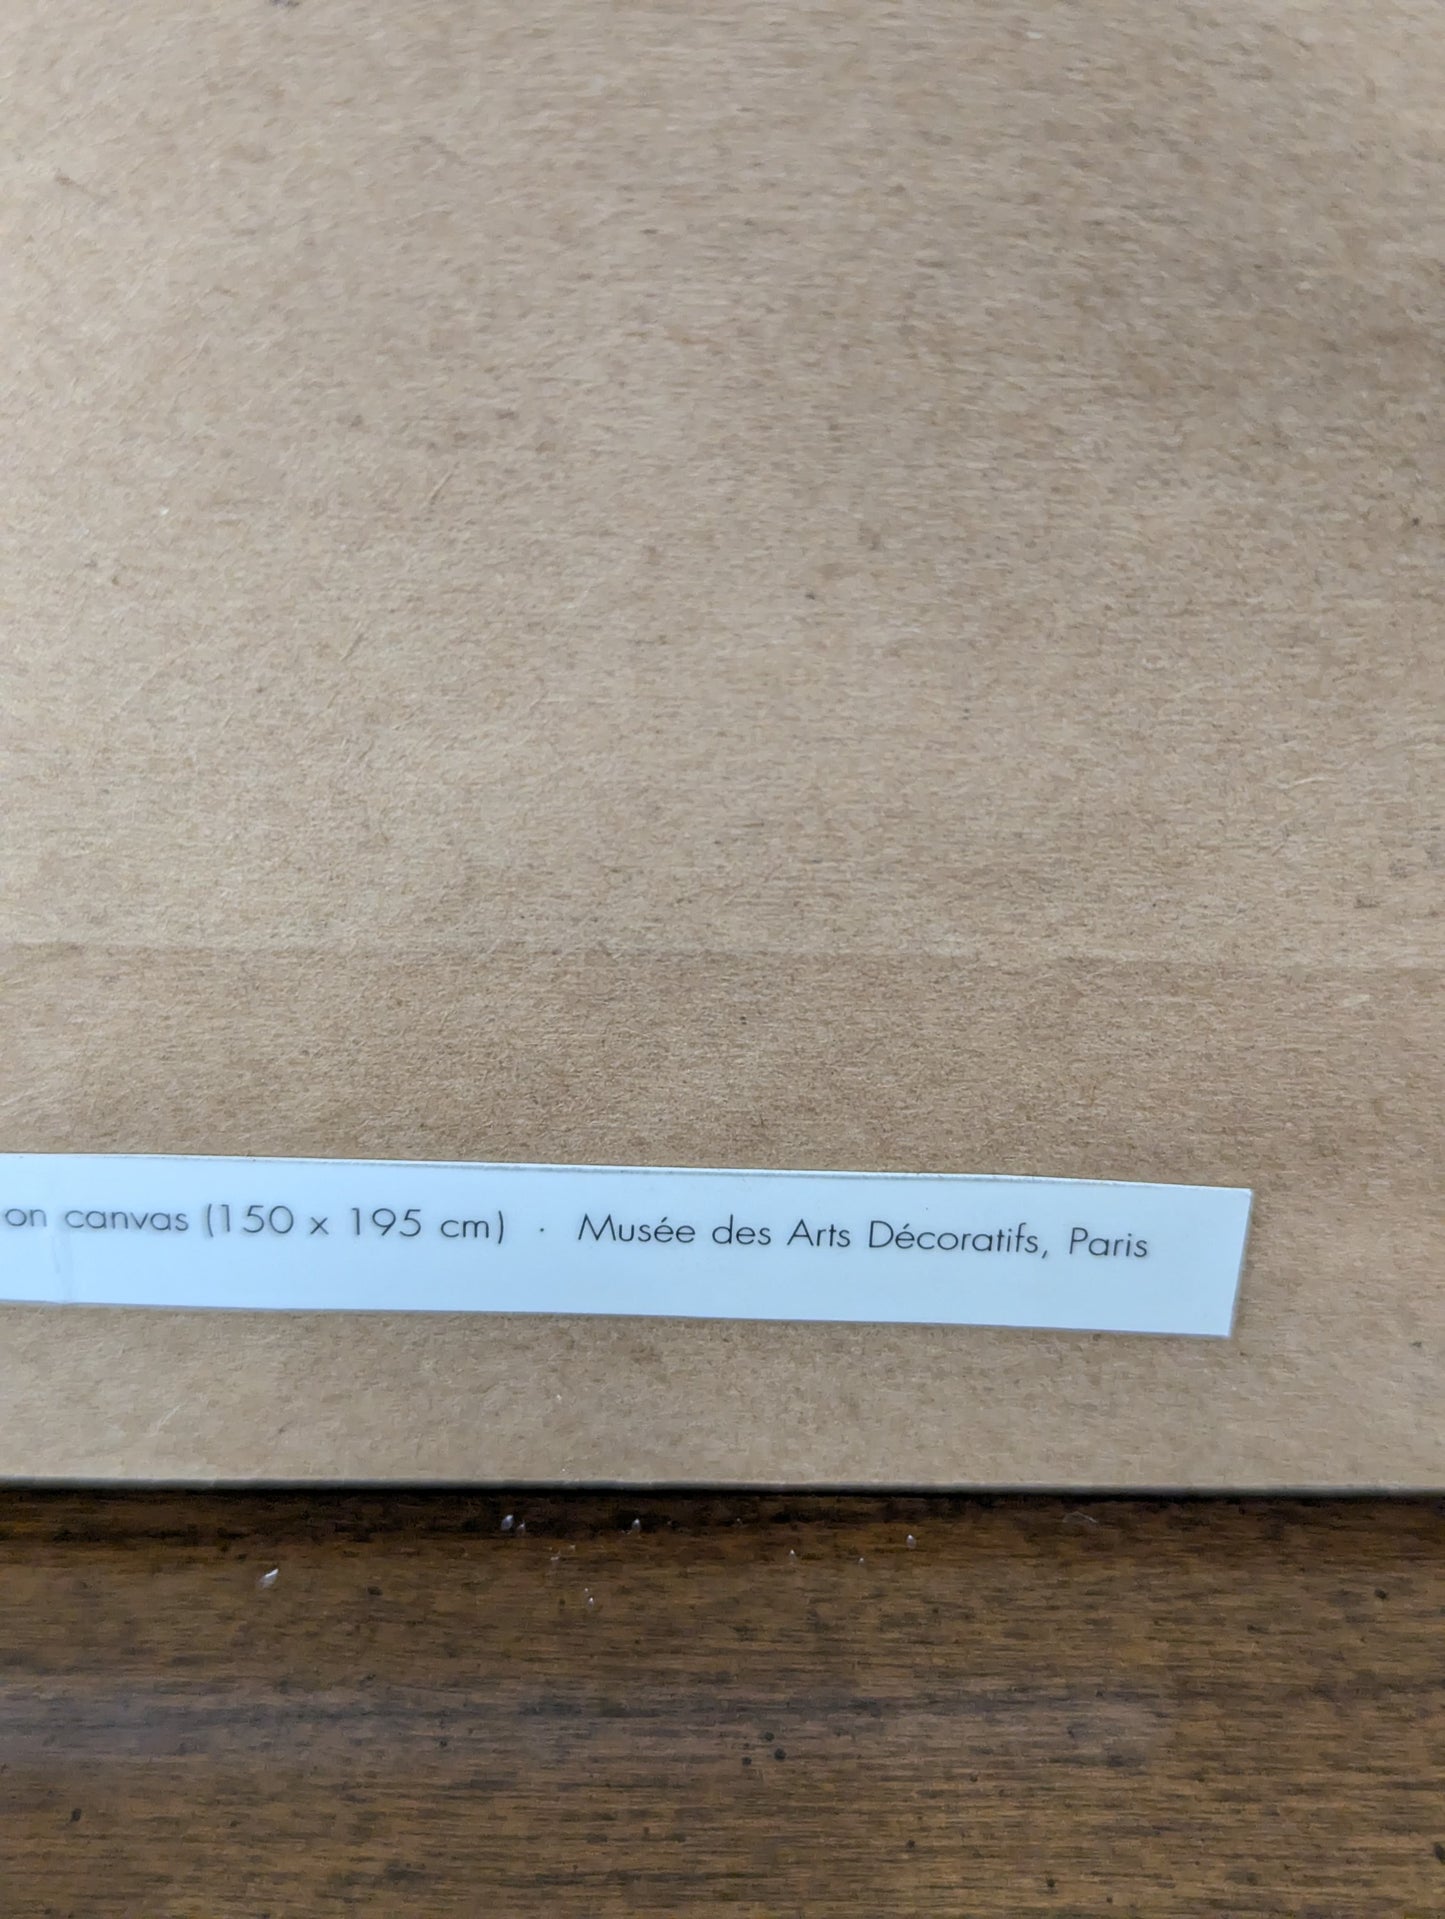 on canvas (150 x 195 cm) · Musée des Arts Décoratifs, Paris